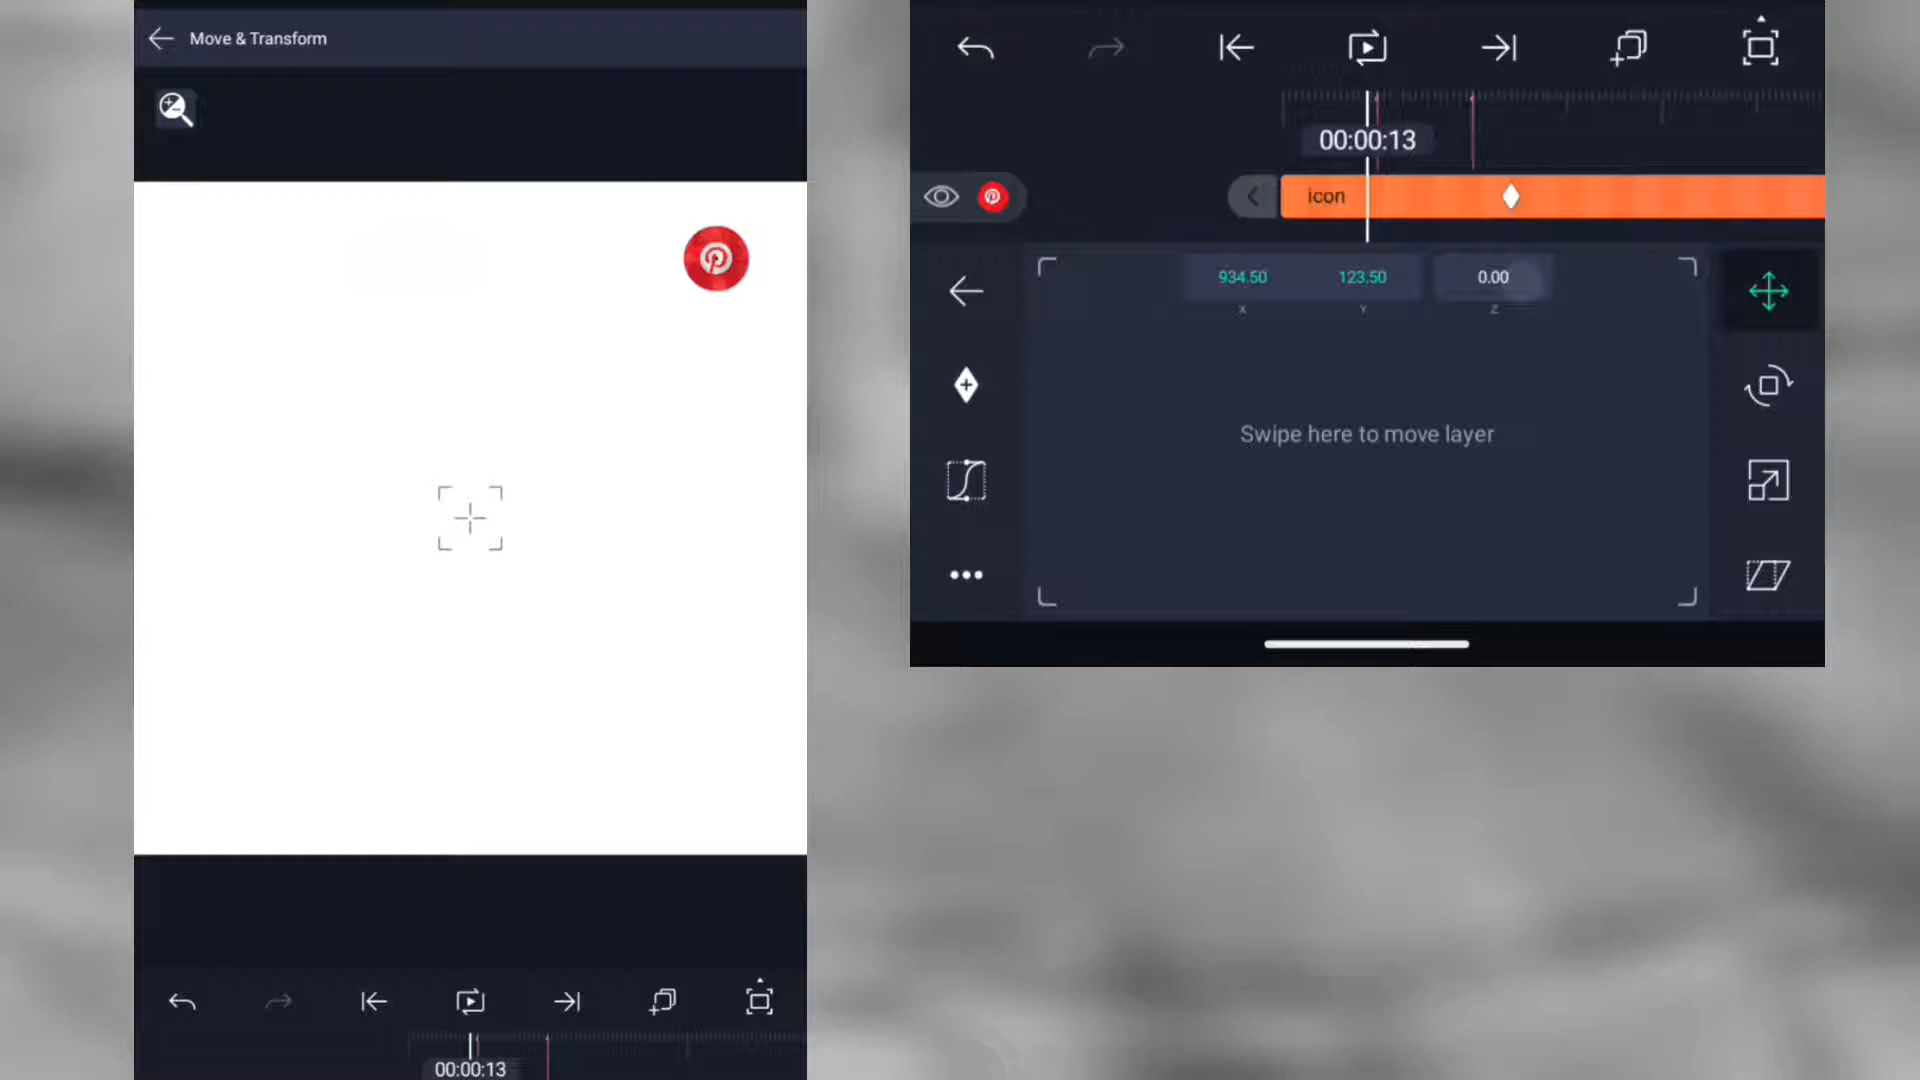 Move & Transform
00:00:13
00:00:13
icon
934.50
123.50
0.00
X
Y
Z
Swipe here to move layer